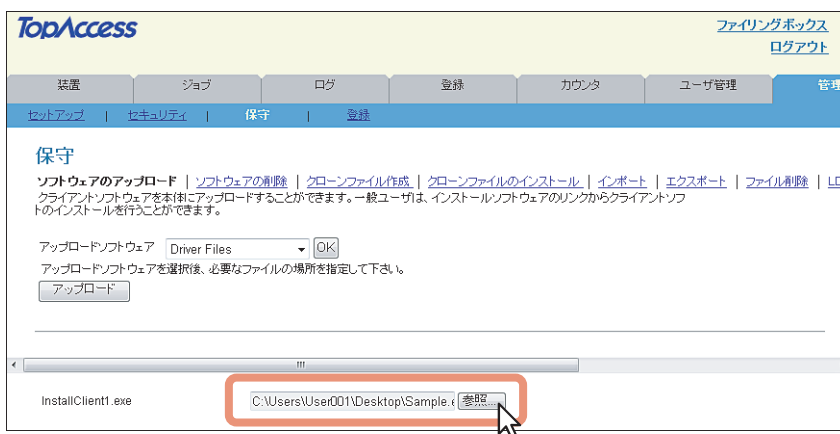 TopAccess
ファイリングボックス
ログアウト
装置 ジョブ ログ 登録 カウンタ ユーザ管理 管理
セットアップ | セキュリティ | 保守 | 登録
保守
ソフトウェアのアップロード | ソフトウェアの削除 | クローンファイル作成 | クローンファイルのインストール | インポート | エクスポート | ファイル削除 |
クライアントソフトウェアを本体にアップロードすることができます。一般ユーザは、インストールソフトウェアのリンクからクライアントソフ
トのインストールを行うことができます。
アップロードソフトウェア Driver Files OK
アップロードソフトウェアを選択後、必要なファイルの場所を指定して下さい。
アップロード
InstallClient1.exe C:\Users\User001\Desktop\Sample.e 参照...